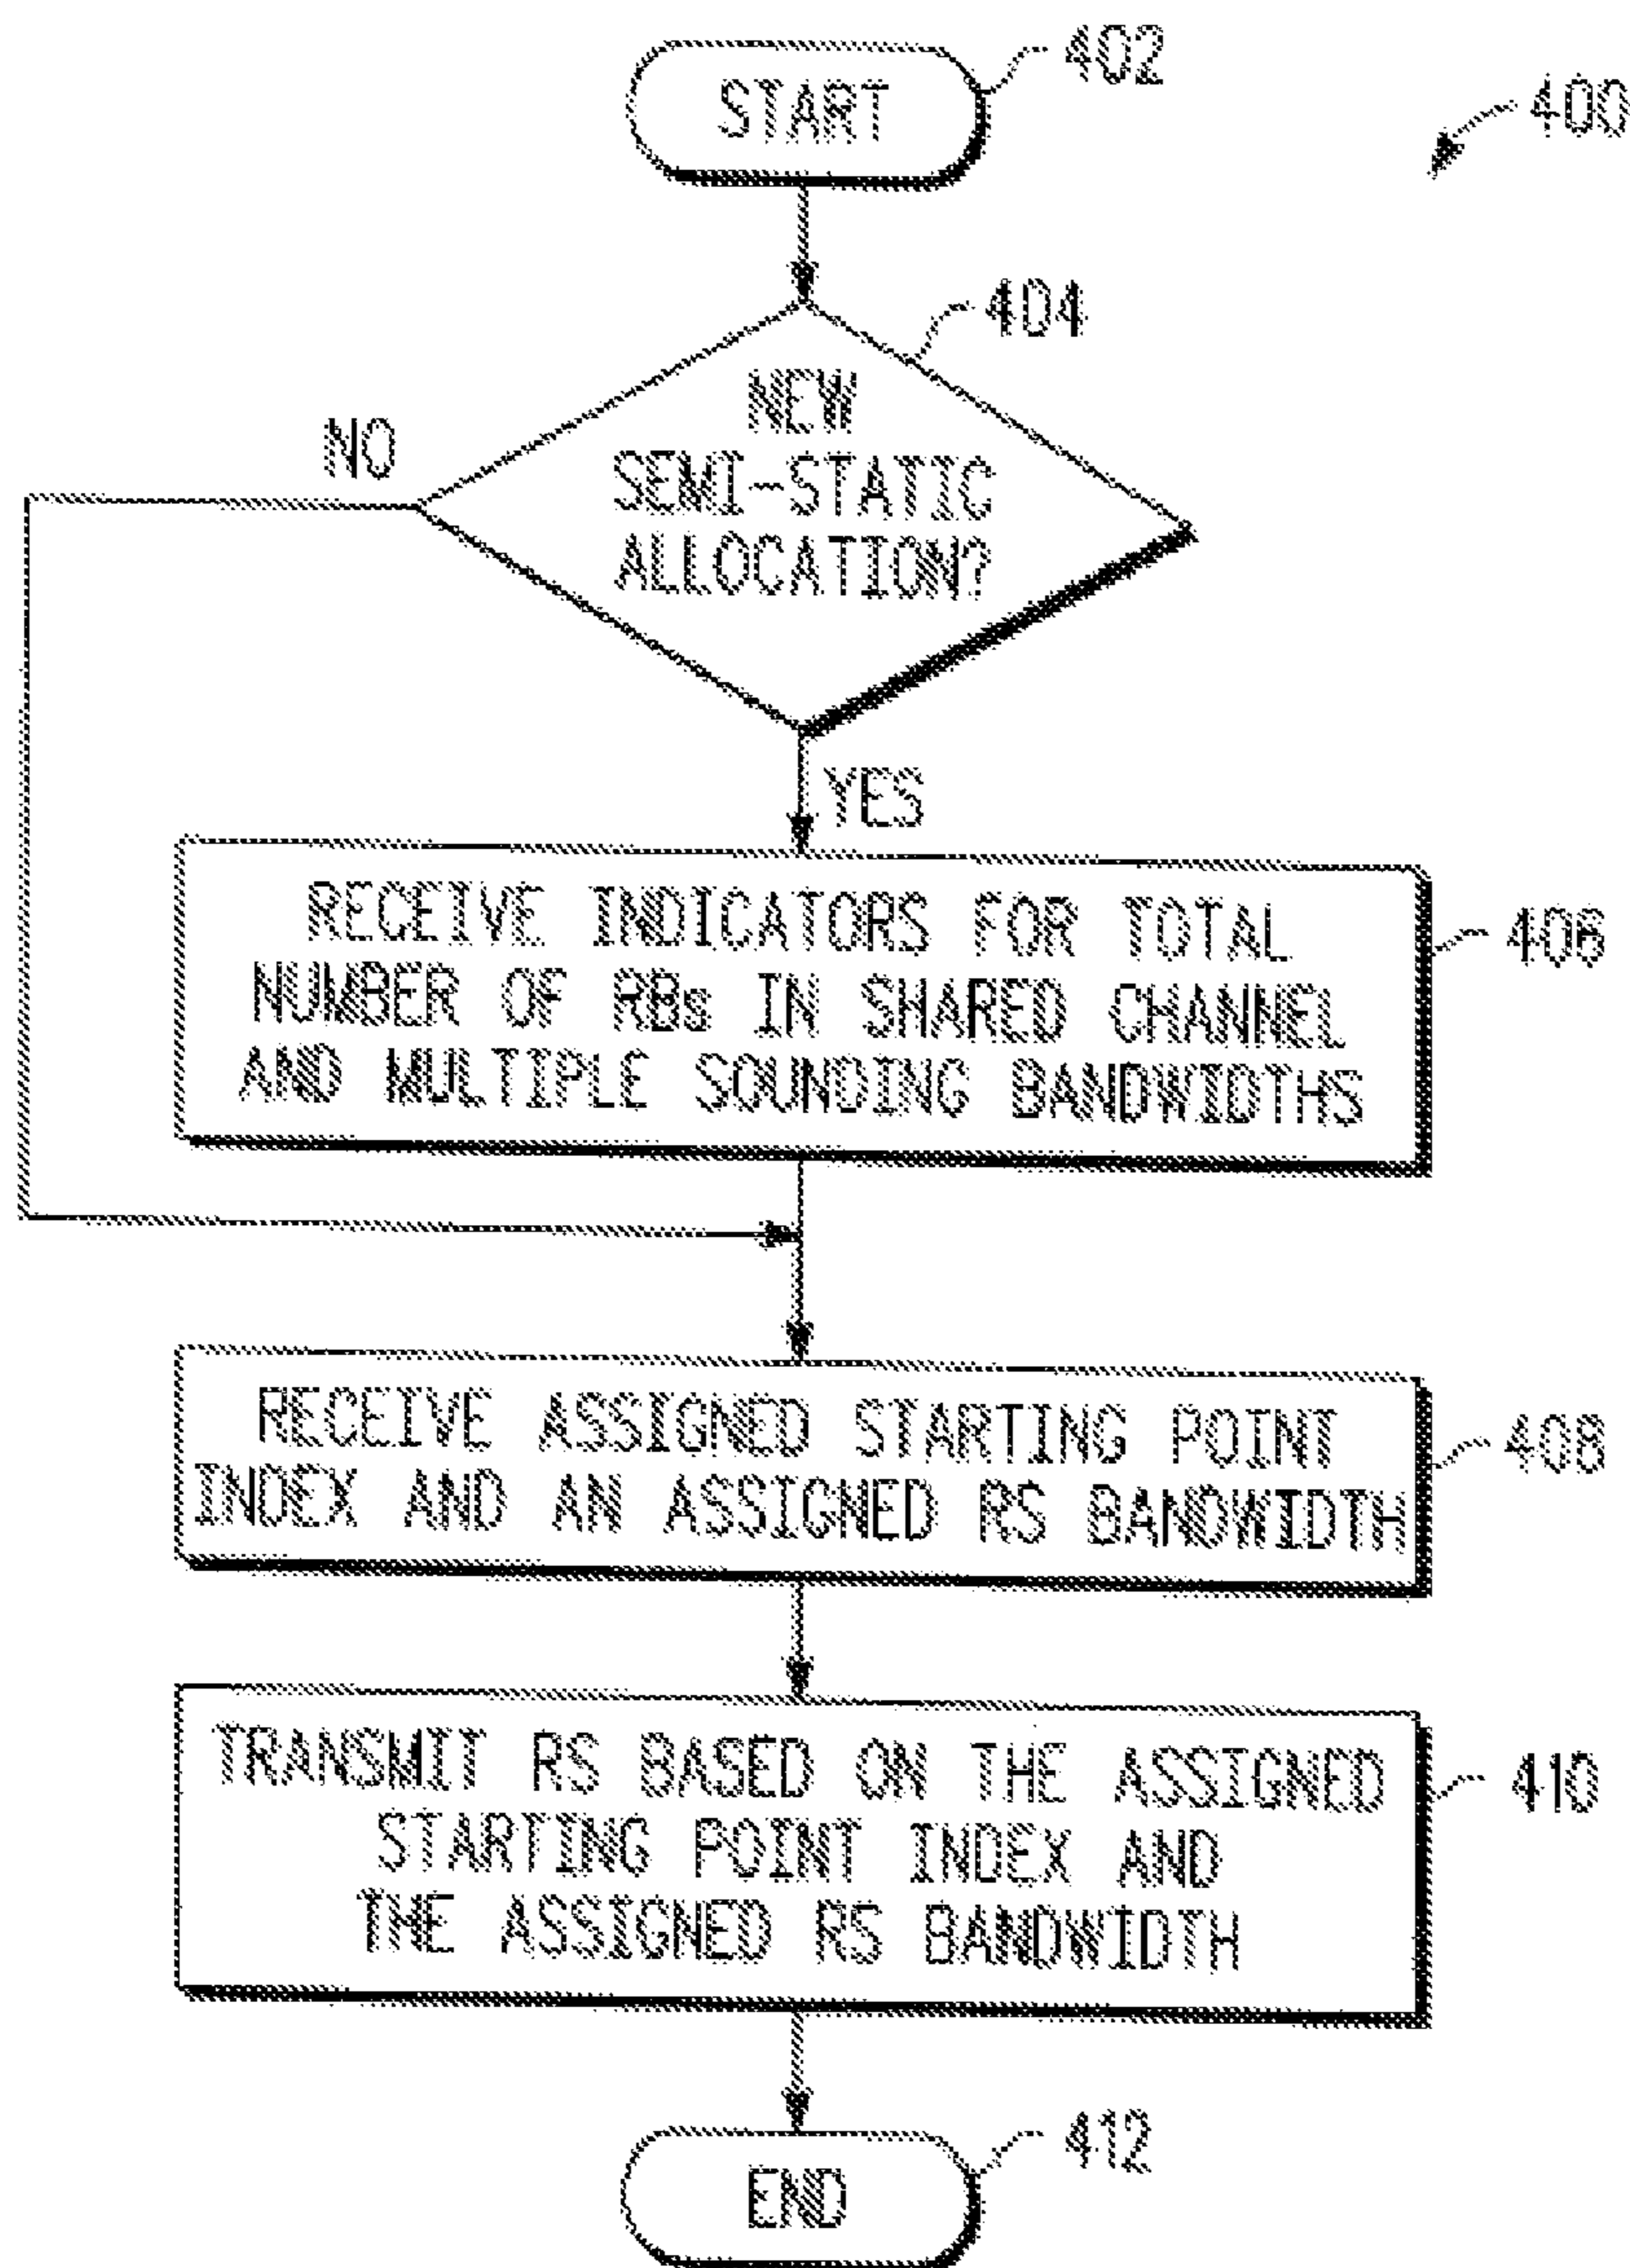 402
START
400
404
NEW
SEMI-STATIC
ALLOCATION?
NO
YES
RECEIVE INDICATORS FOR TOTAL
NUMBER OF RBs IN SHARED CHANNEL
AND MULTIPLE SOUNDING BANDWIDTHS
406
RECEIVE ASSIGNED STARTING POINT
INDEX AND AN ASSIGNED RS BANDWIDTH
408
TRANSMIT RS BASED ON THE ASSIGNED
STARTING POINT INDEX AND
THE ASSIGNED RS BANDWIDTH
410
412
END